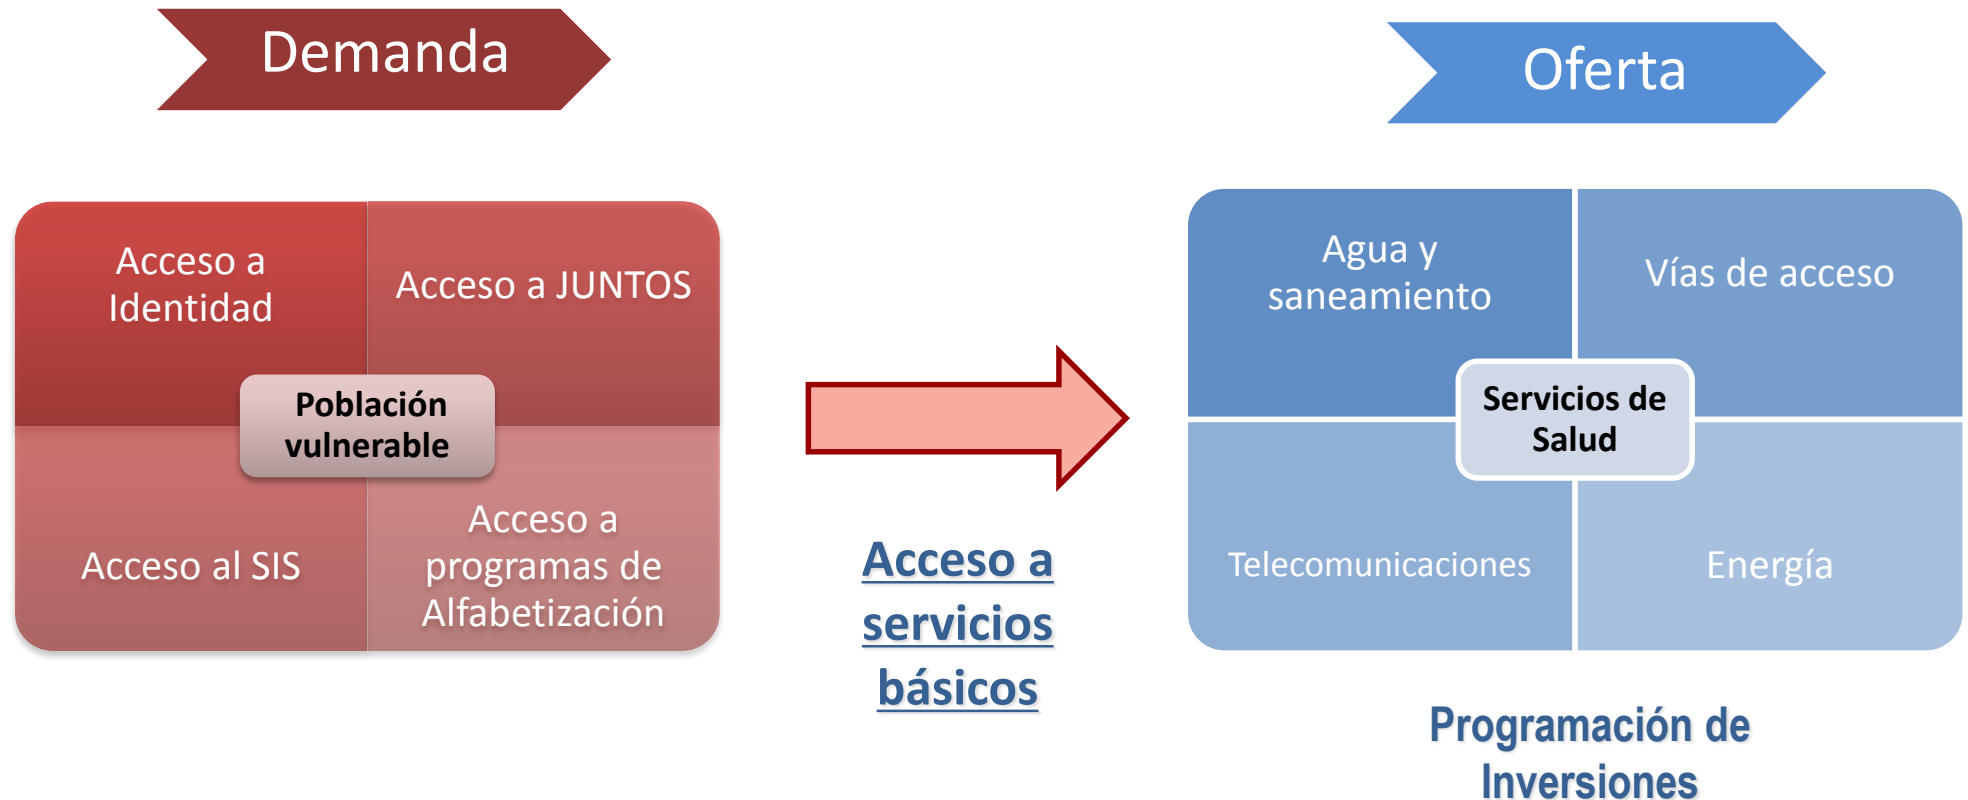 Demanda
Oferta
Acceso a
Identidad
Acceso a JUNTOS
Población
vulnerable
Acceso al SIS
Acceso a
programas de
Alfabetización
Acceso a
servicios
básicos
Agua y
saneamiento
Vías de acceso
Servicios de
Salud
Telecomunicaciones
Energía
Programación de
Inversiones